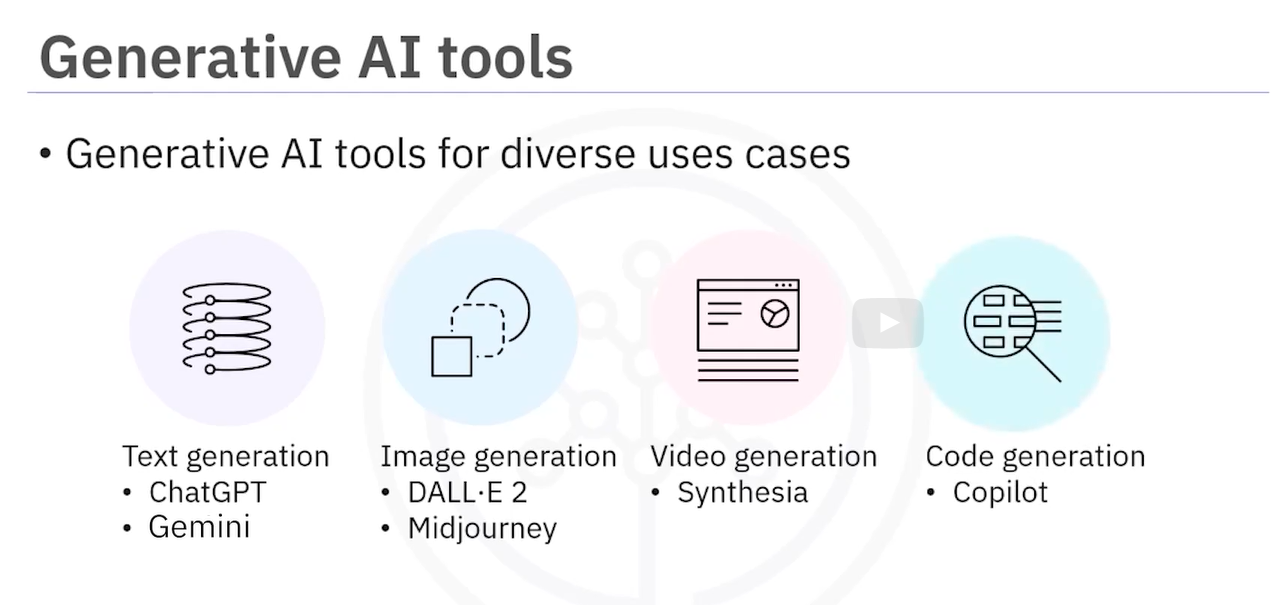 Generative AI tools
• Generative AI tools for diverse uses cases
Text generation
• ChatGPT
• Gemini
Image generation
• DALL·E 2
• Midjourney
Video generation
• Synthesia
Code generation
• Copilot